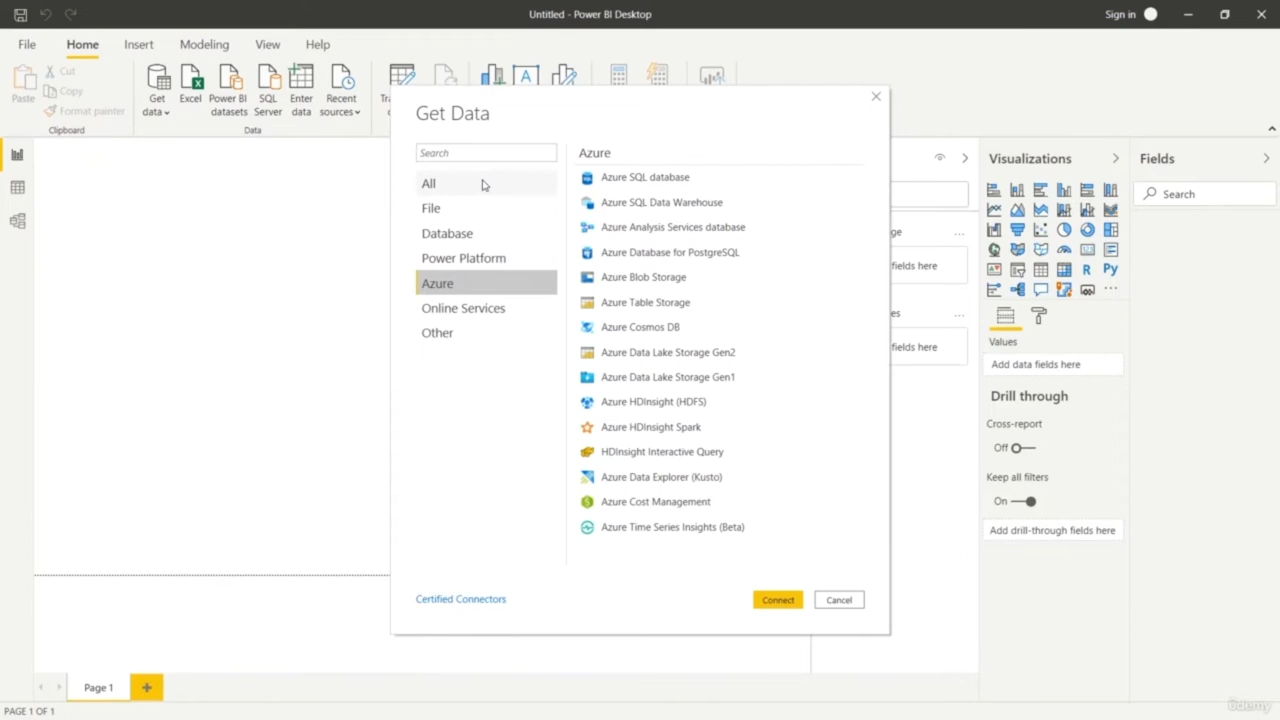 Untitled - Power BI Desktop
Sign in
File
Home
Insert
Modeling
View
Help
Paste
Cut
Copy
Format painter
Clipboard
Get
data
Excel
Power BI
datasets
SQL
Server
Enter
data
Recent
sources
Data
Get Data
Search
All
File
Database
Power Platform
Azure
Online Services
Other
Azure
Azure SQL database
Azure SQL Data Warehouse
Azure Analysis Services database
Azure Database for PostgreSQL
Azure Blob Storage
Azure Table Storage
Azure Cosmos DB
Azure Data Lake Storage Gen2
Azure Data Lake Storage Gen1
Azure HDInsight (HDFS)
Azure HDInsight Spark
HDInsight Interactive Query
Azure Data Explorer (Kusto)
Azure Cost Management
Azure Time Series Insights (Beta)
Certified Connectors
Connect
Cancel
fields here
fields here
Visualizations
R
Py
Values
Add data fields here
Drill through
Cross-report
Off
Keep all filters
On
Add drill-through fields here
Fields
Search
Page 1
PAGE 1 OF 1
ûdemy